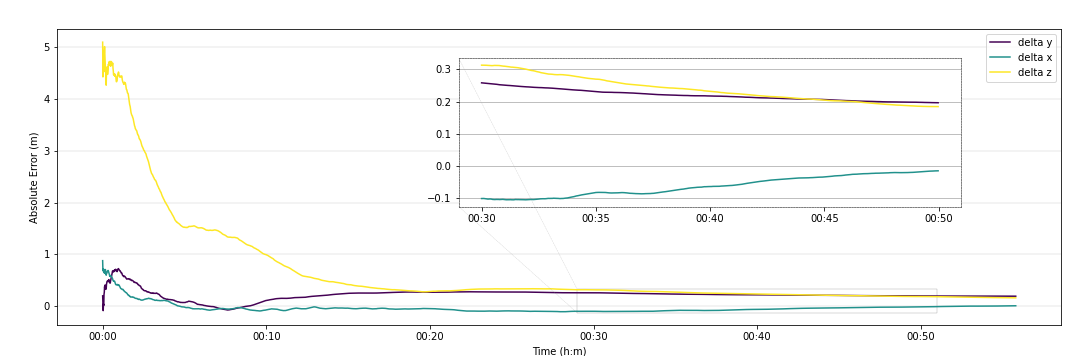 5
4
3
2
1
0
Absolute Error (m)
delta y
delta x
delta z
0.3
0.2
0.1
0.0
−0.1
00:30 00:35 00:40 00:45 00:50
00:00 00:10 00:20 00:30 00:40 00:50
Time (h:m)